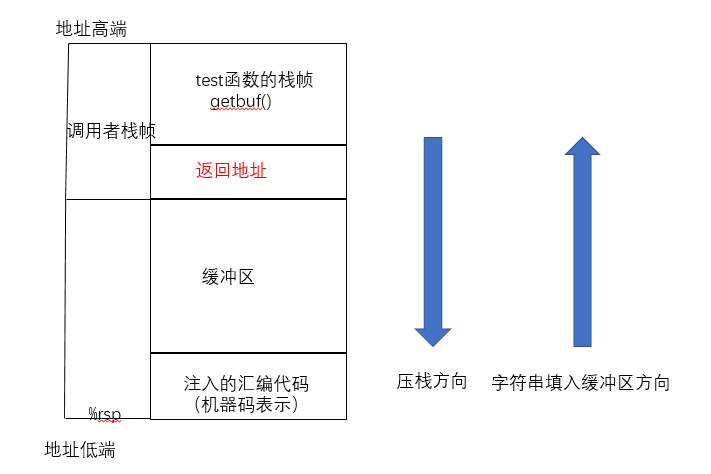 地址高端
test函数的栈帧
getbuf()
调用者栈帧
返回地址
缓冲区
注入的汇编代码
（机器码表示）
%rsp
地址低端
压栈方向
字符串填入缓冲区方向